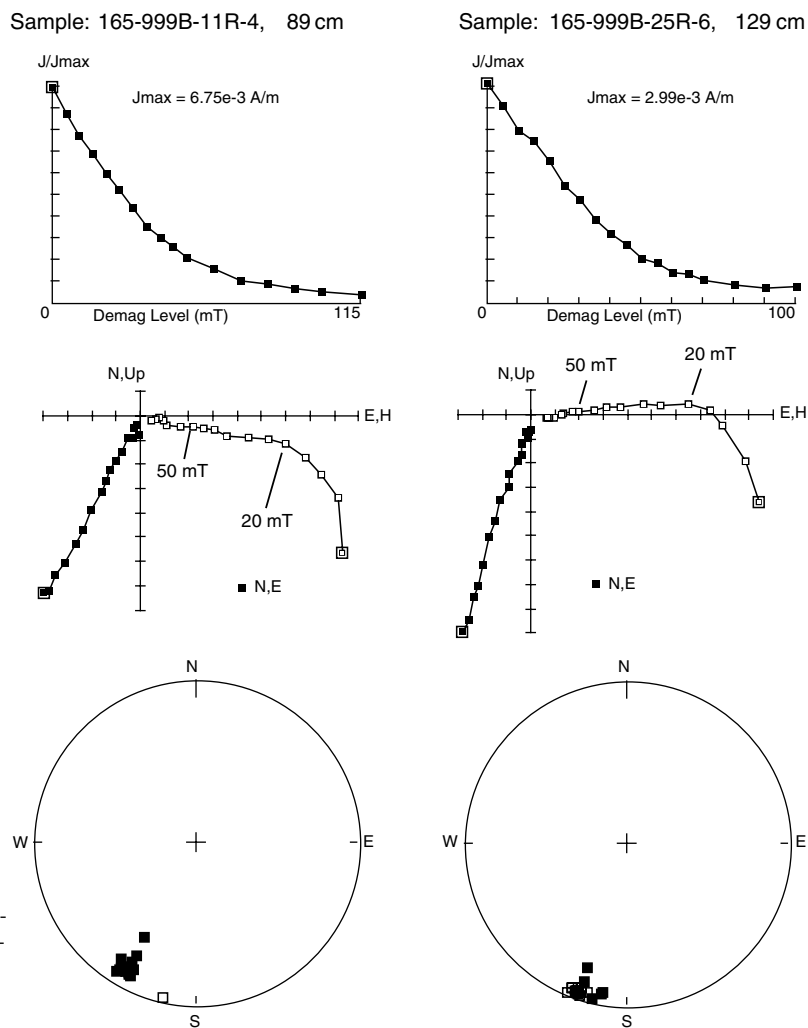 Sample: 165-999B-11R-4, 89 cm
Sample: 165-999B-25R-6, 129 cm
J/Jmax
Jmax = 6.75e-3 A/m
0
Demag Level (mT)
115
J/Jmax
Jmax = 2.99e-3 A/m
0
Demag Level (mT)
100
N,Up
E,H
50 mT
20 mT
N,E
N,Up
50 mT
20 mT
E,H
N,E
N
W
E
S
N
W
E
S